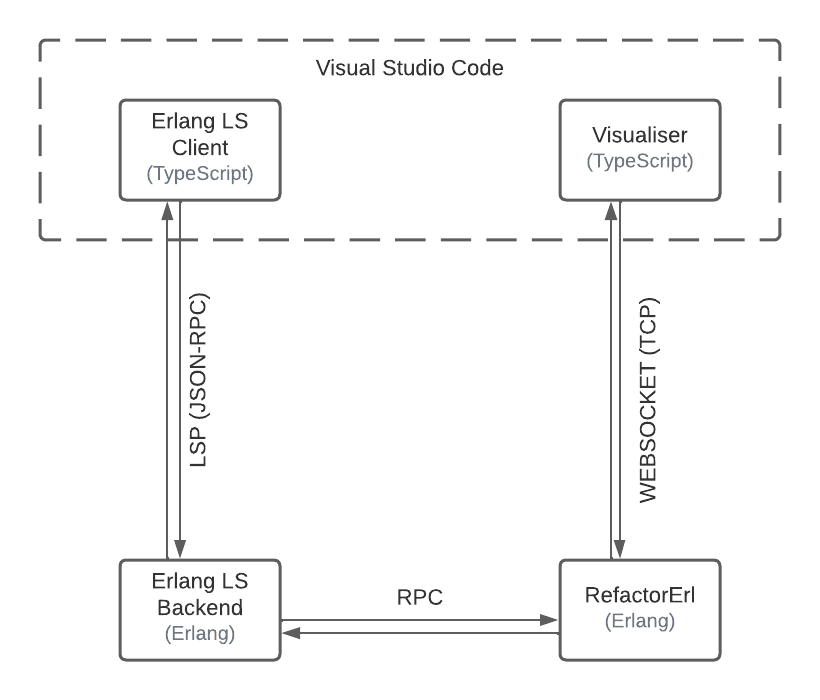 Visual Studio Code
Erlang LS
Client
(TypeScript)
Visualiser
(TypeScript)
LSP (JSON-RPC)
WEBSOCKET (TCP)
Erlang LS
Backend
(Erlang)
RPC
RefactorErl
(Erlang)